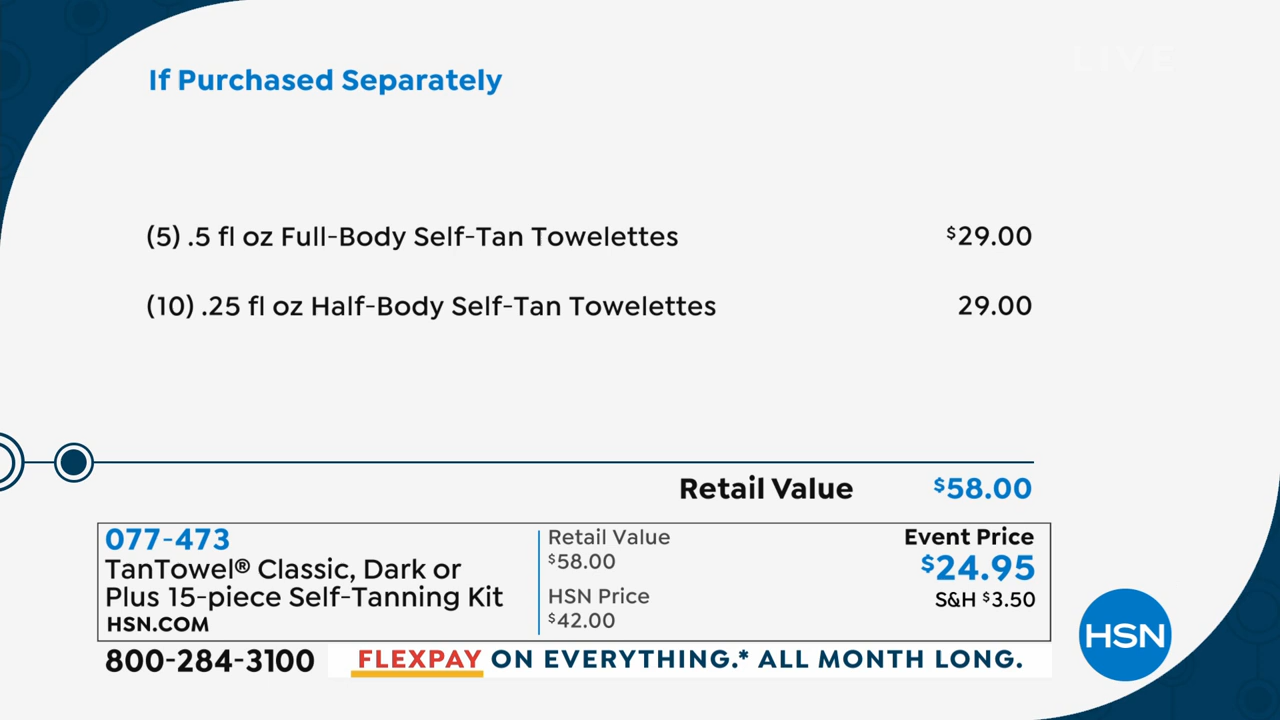 LIVE
If Purchased Separately
(5) .5 fl oz Full-Body Self-Tan Towelettes $29.00
(10) .25 fl oz Half-Body Self-Tan Towelettes 29.00
Retail Value $58.00
077-473
TanTowel® Classic, Dark or
Plus 15-piece Self-Tanning Kit
HSN.COM
Retail Value
$58.00
HSN Price
$42.00
Event Price
$24.95
S&H $3.50
HSN
800-284-3100
FLEXPAY ON EVERYTHING.* ALL MONTH LONG.